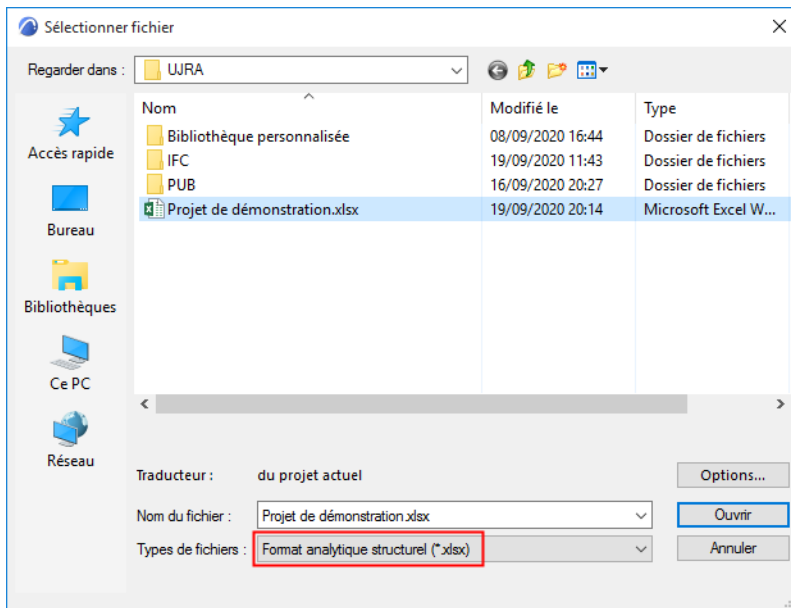 Sélectionner fichier
Regarder dans : UJRA
Nom Modifié le Type
Bibliothèque personnalisée 08/09/2020 16:44 Dossier de fichiers
IFC 19/09/2020 11:43 Dossier de fichiers
PUB 16/09/2020 20:27 Dossier de fichiers
Projet de démonstration.xlsx 19/09/2020 20:14 Microsoft Excel W...
Accès rapide
Bureau
Bibliothèques
Ce PC
Réseau
Traducteur : du projet actuel Options...
Nom du fichier : Projet de démonstration.xlsx Ouvrir
Types de fichiers : Format analytique structurel (*.xlsx) Annuler